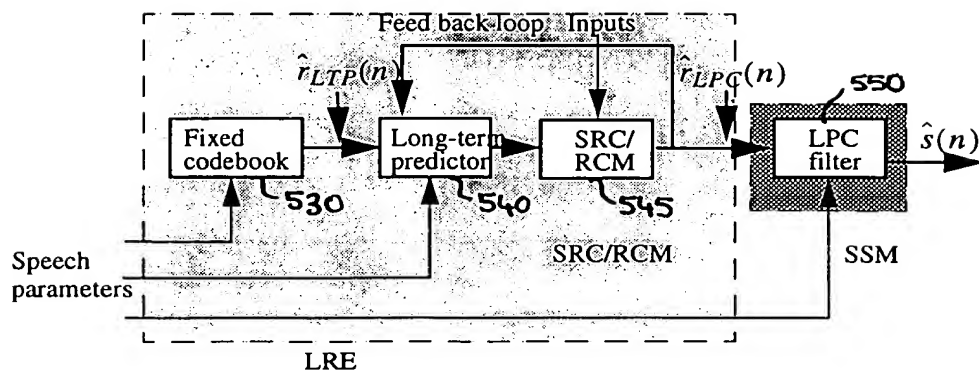 Feed back loop Inputs
r̂LTP(n)
r̂LPC(n)
550
Fixed
codebook
530
Long-term
predictor
540
SRC/
RCM
545
LPC
filter
ŝ(n)
Speech
parameters
SRC/RCM
SSM
LRE